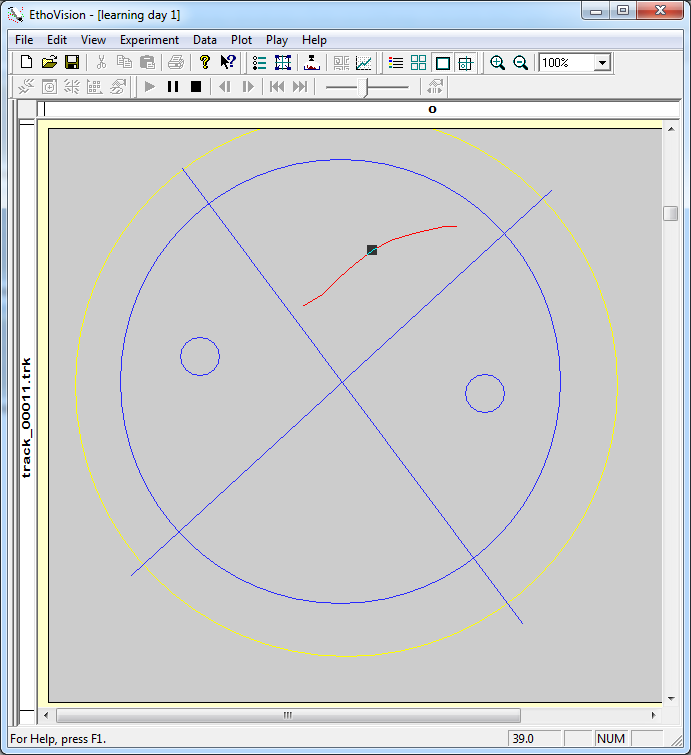 EthoVision - [learning day 1]
File Edit View Experiment Data Plot Play Help
100%
o
track_00011.trk
For Help, press F1.
39.0
NUM